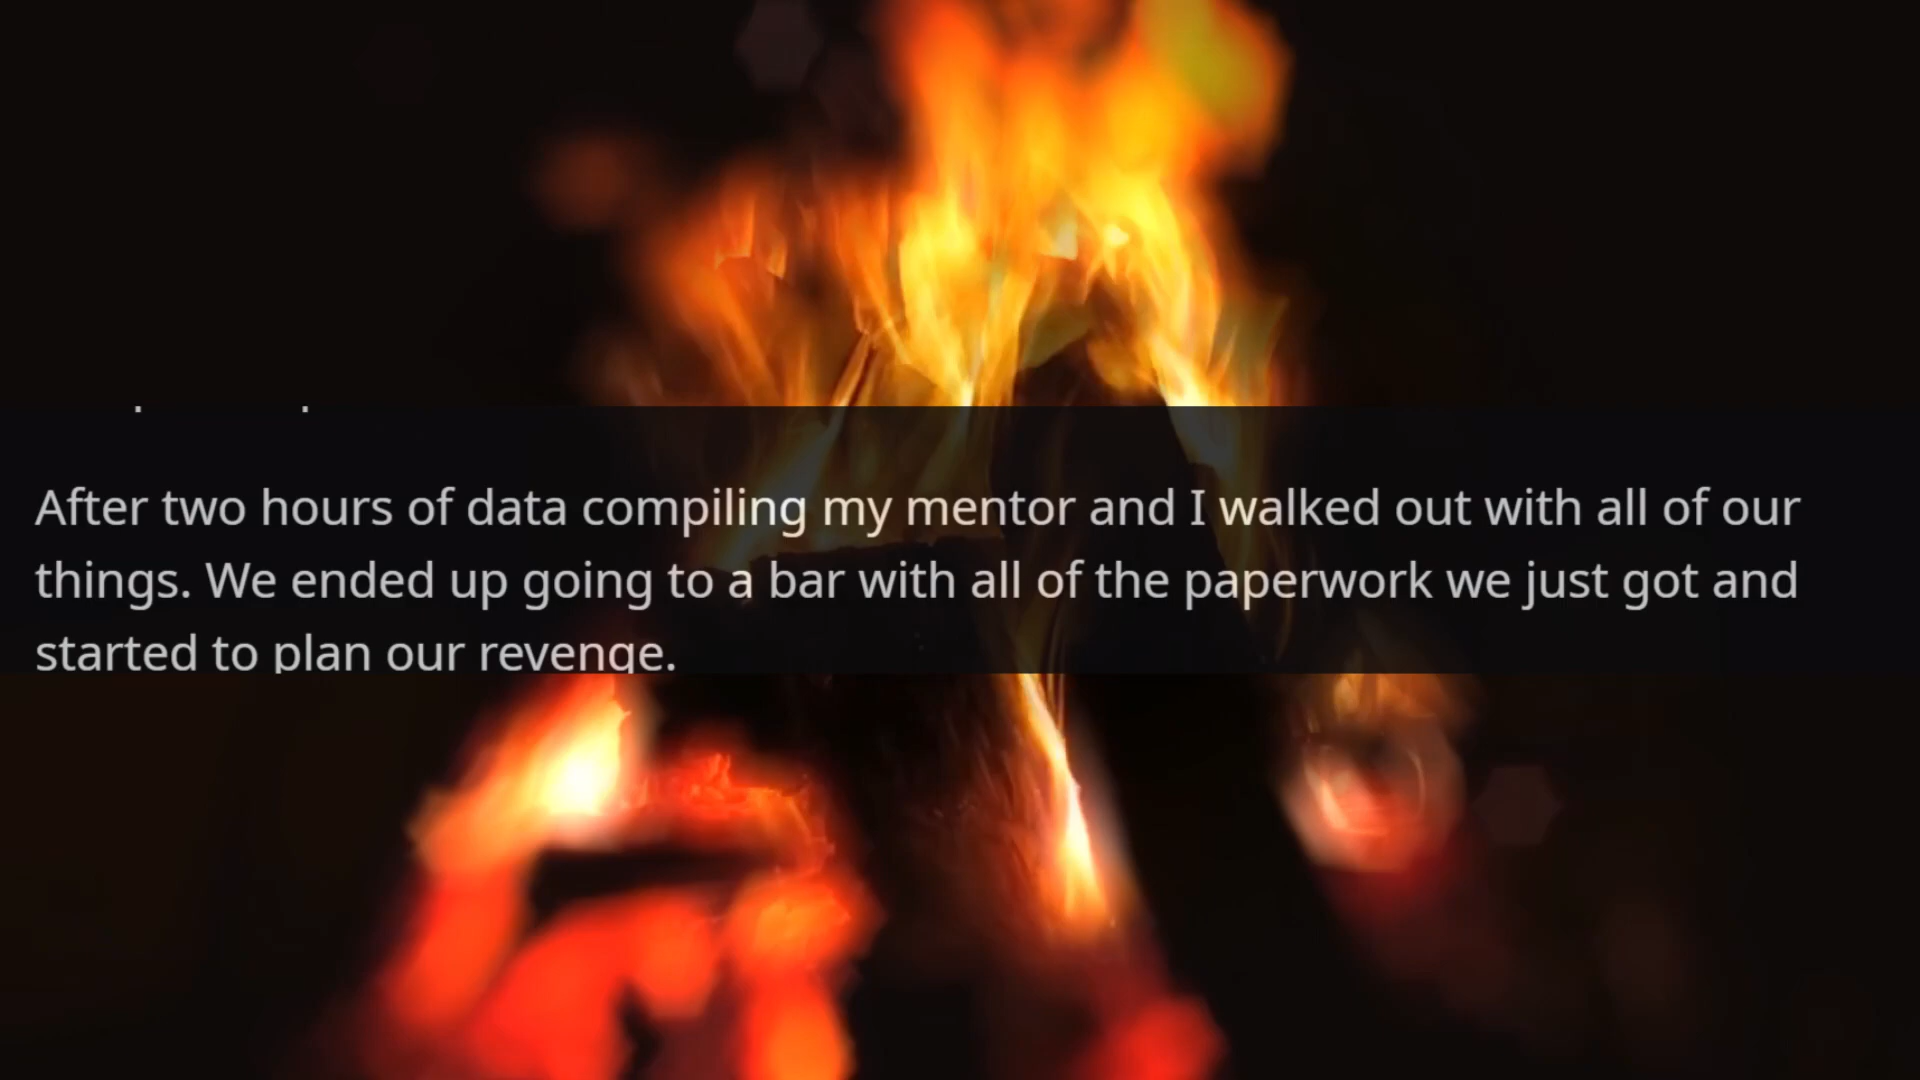 After two hours of data compiling my mentor and I walked out with all of our
things. We ended up going to a bar with all of the paperwork we just got and
started to plan our revenge.